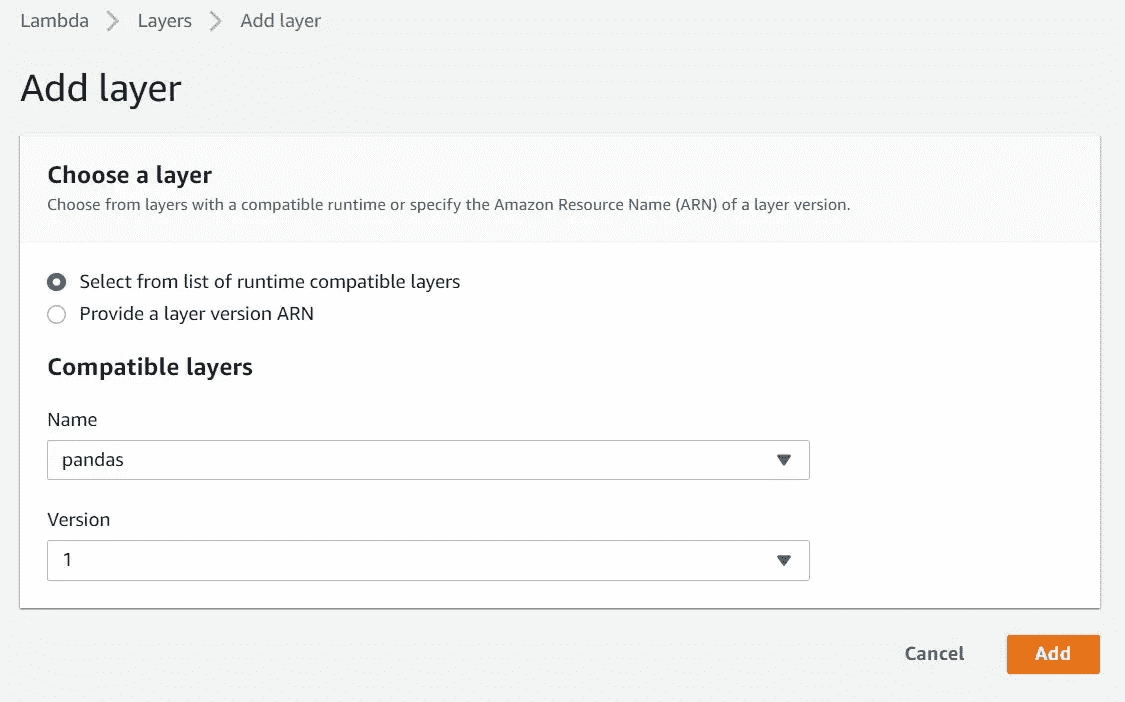 Lambda > Layers > Add layer
Add layer
Choose a layer
Choose from layers with a compatible runtime or specify the Amazon Resource Name (ARN) of a layer version.
Select from list of runtime compatible layers
Provide a layer version ARN
Compatible layers
Name
pandas
Version
1
Cancel Add